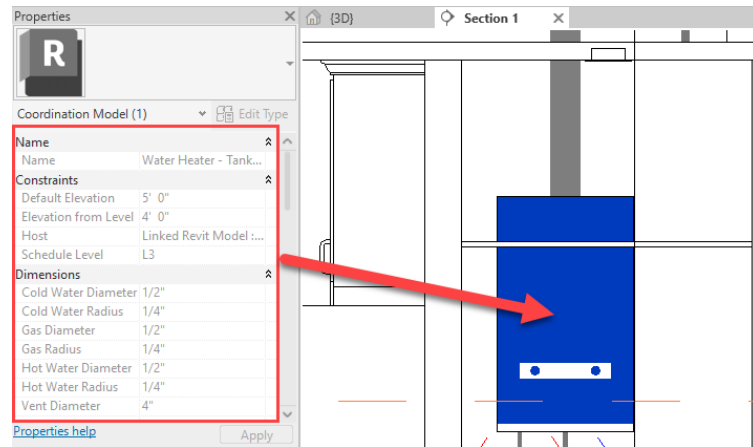 Properties
{3D}
Section 1
R
Coordination Model (1)
Edit Type
Name
Name Water Heater - Tank...
Constraints
Default Elevation 5' 0"
Elevation from Level 4' 0"
Host Linked Revit Model :...
Schedule Level L3
Dimensions
Cold Water Diameter 1/2"
Cold Water Radius 1/4"
Gas Diameter 1/2"
Gas Radius 1/4"
Hot Water Diameter 1/2"
Hot Water Radius 1/4"
Vent Diameter 4"
Properties help
Apply